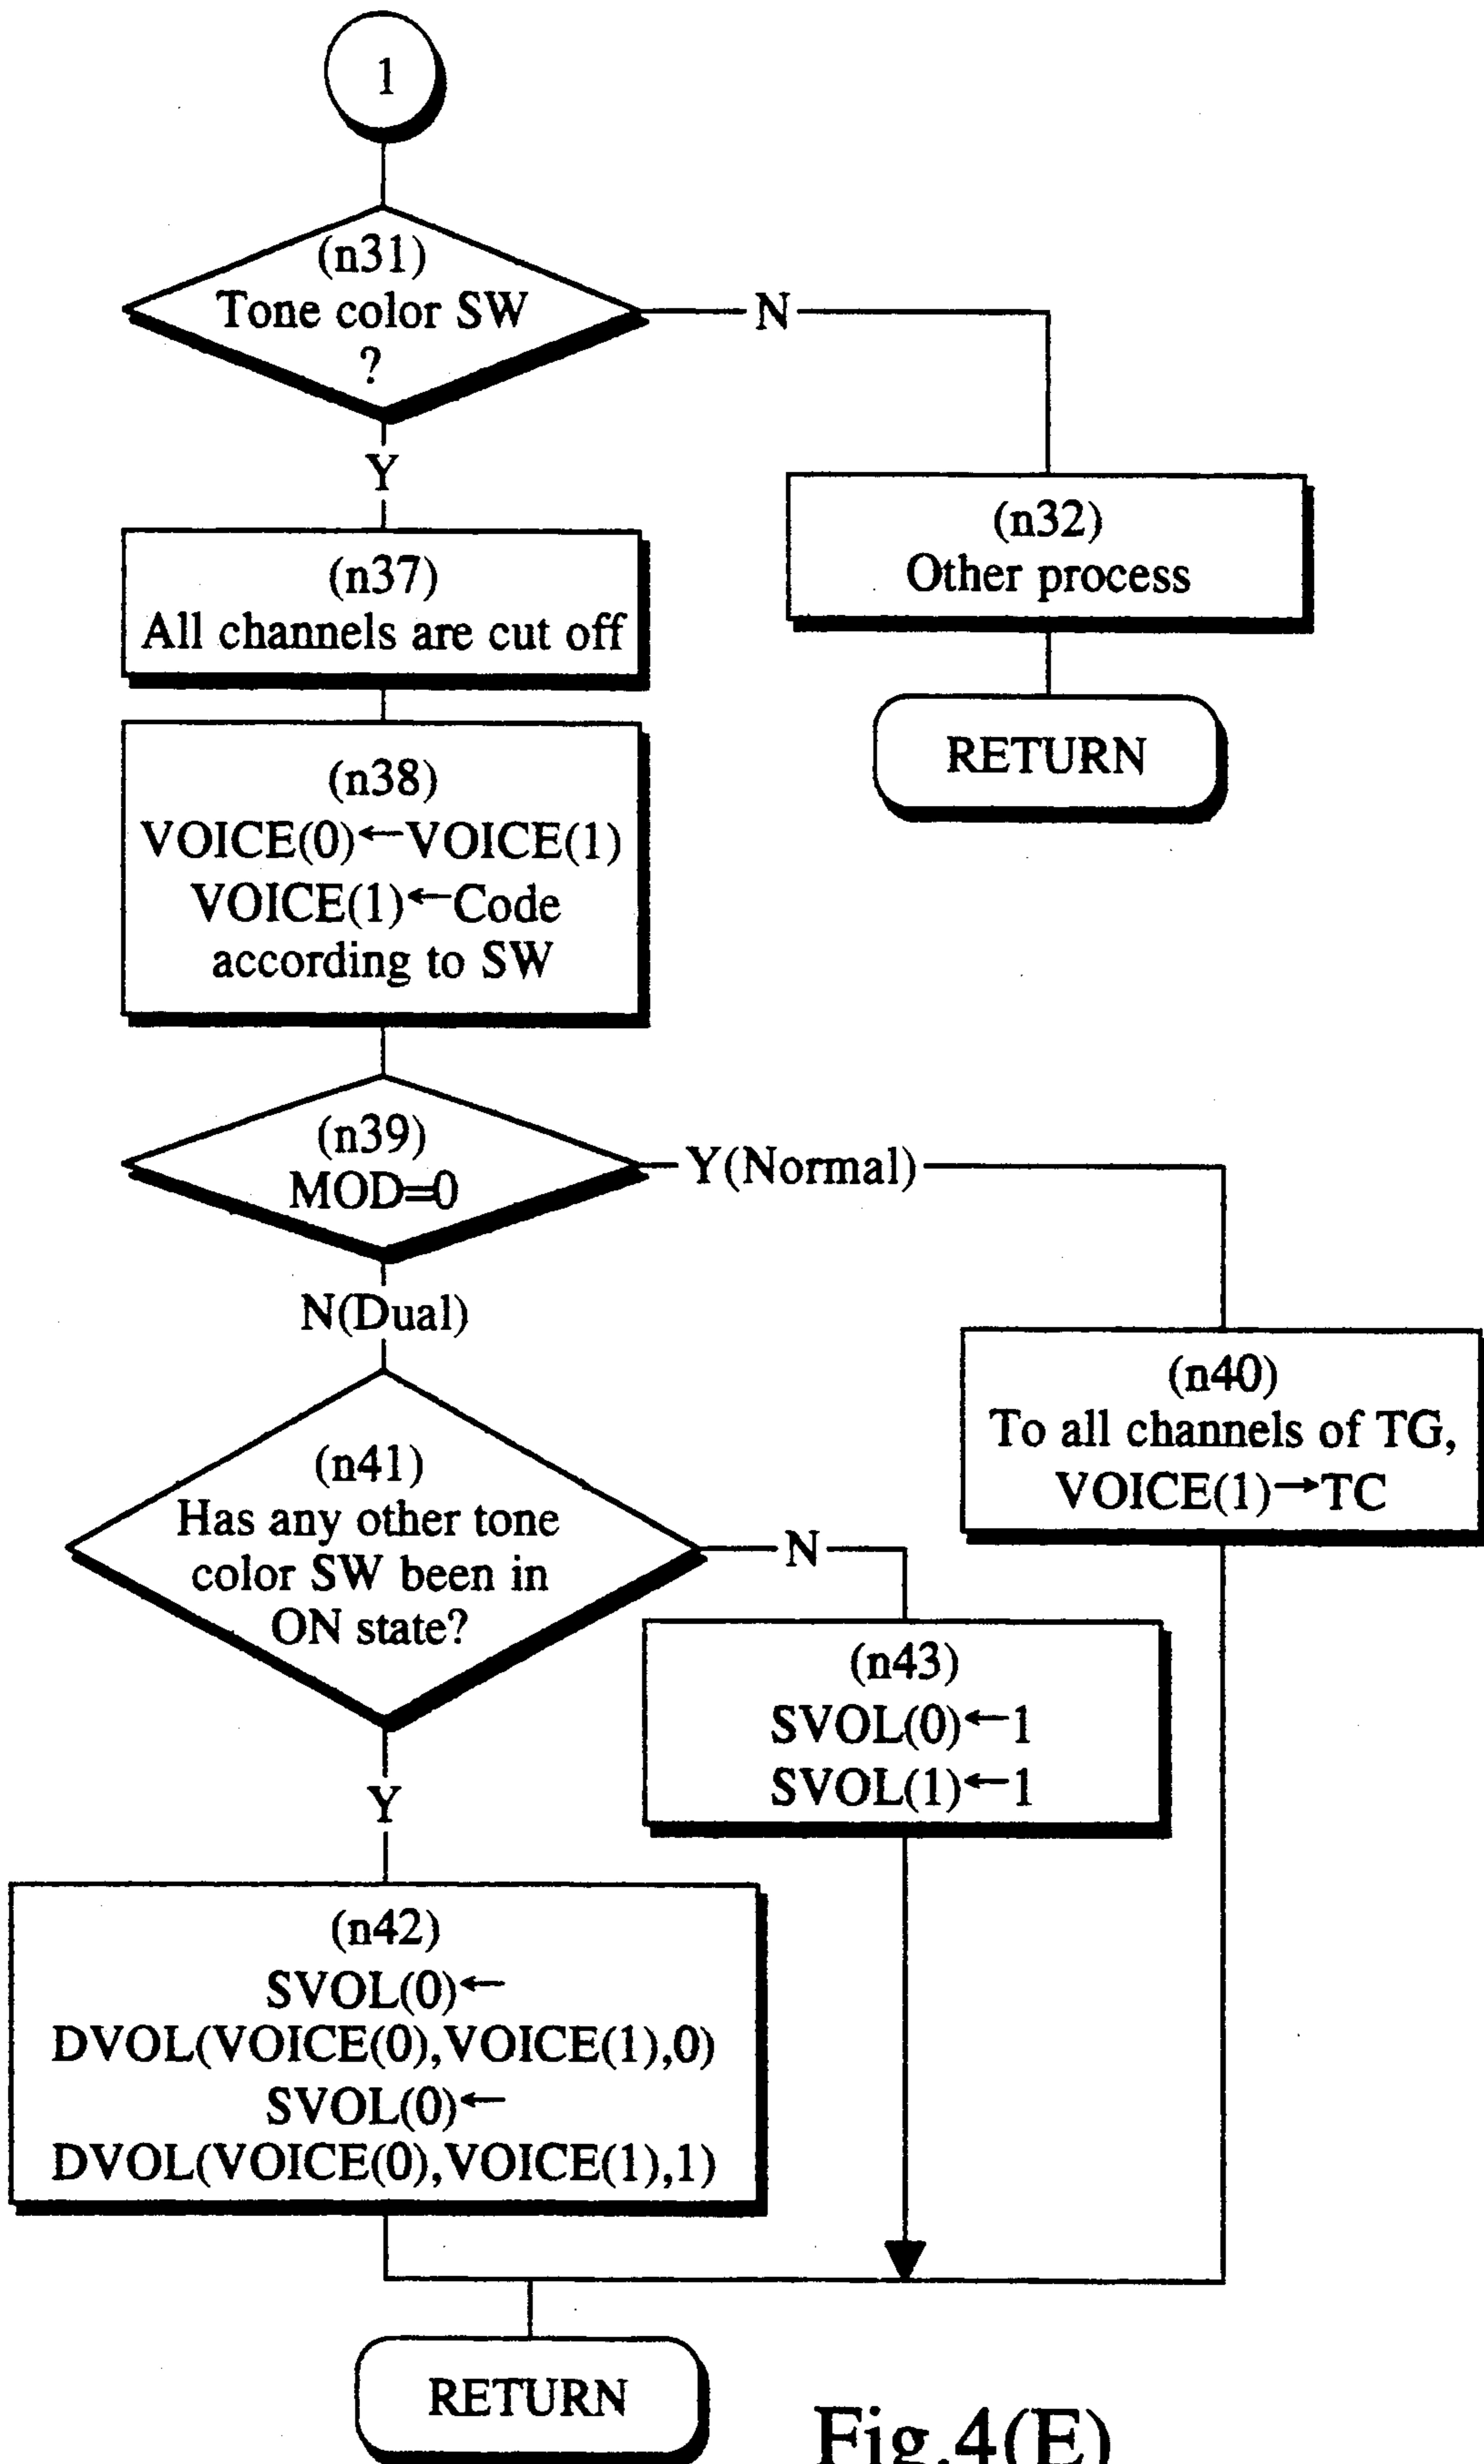 1
(n31)
Tone color SW
?
N
Y
(n32)
Other process
RETURN
(n37)
All channels are cut off
(n38)
VOICE(0)←VOICE(1)
VOICE(1)←Code
according to SW
(n39)
MOD=0
Y(Normal)
N(Dual)
(n40)
To all channels of TG,
VOICE(1)→TC
(n41)
Has any other tone
color SW been in
ON state?
N
Y
(n43)
SVOL(0)←1
SVOL(1)←1
(n42)
SVOL(0)←
DVOL(VOICE(0),VOICE(1),0)
SVOL(0)←
DVOL(VOICE(0),VOICE(1),1)
RETURN
Fig.4(E)